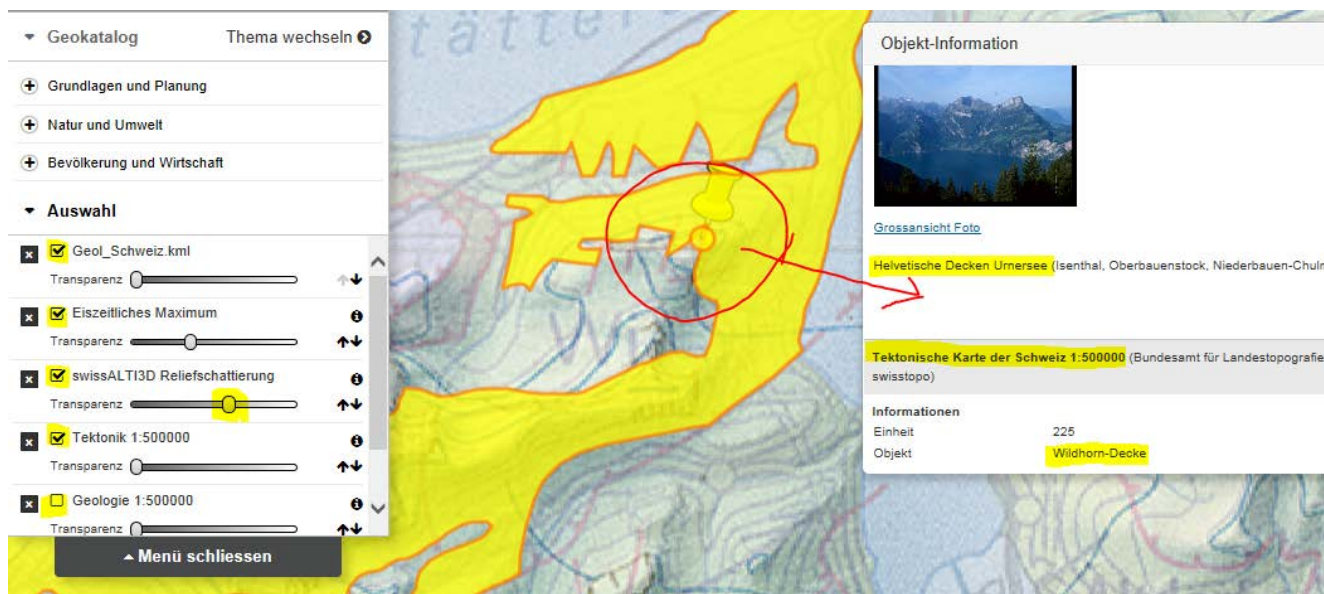 Geokatalog
Thema wechseln
Grundlagen und Planung
Natur und Umwelt
Bevölkerung und Wirtschaft
Auswahl
Geol_Schweiz.kml
Transparenz
Eiszeitliches Maximum
Transparenz
swissALTI3D Reliefschattierung
Transparenz
Tektonik 1:500000
Transparenz
Geologie 1:500000
Transparenz
Menü schliessen
Objekt-Information
Grossansicht Foto
Helvetische Decken Urnersee (Isenthal, Oberbauenstock, Niederbauen-Chulm
Tektonische Karte der Schweiz 1:500000 (Bundesamt für Landestopografie
swisstopo)
Informationen
Einheit 225
Objekt Wildhorn-Decke